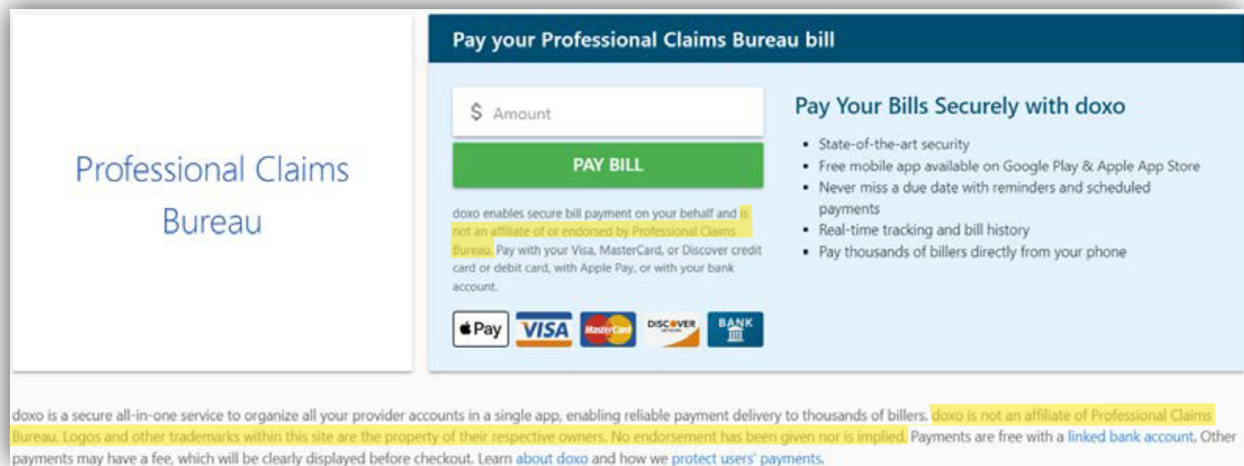 Professional Claims
Bureau
Pay your Professional Claims Bureau bill
$ Amount
PAY BILL
doxo enables secure bill payment on your behalf and is
not an affiliate of or endorsed by Professional Claims
Bureau. Pay with your Visa, MasterCard, or Discover credit
card or debit card, with Apple Pay, or with your bank
account.
Pay VISA MasterCard DISCOVER NETWORK BANK
Pay Your Bills Securely with doxo
• State-of-the-art security
• Free mobile app available on Google Play & Apple App Store
• Never miss a due date with reminders and scheduled
payments
• Real-time tracking and bill history
• Pay thousands of billers directly from your phone
doxo is a secure all-in-one service to organize all your provider accounts in a single app, enabling reliable payment delivery to thousands of billers. doxo is not an affiliate of Professional Claims
Bureau. Logos and other trademarks within this site are the property of their respective owners. No endorsement has been given nor is implied. Payments are free with a linked bank account. Other
payments may have a fee, which will be clearly displayed before checkout. Learn about doxo and how we protect users' payments.